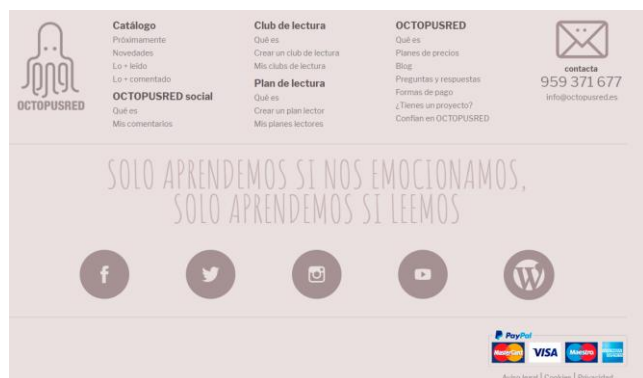 OCTOPUSRED
Catálogo
Próximamente
Novedades
Lo + leído
Lo + comentado
OCTOPUSRED social
Qué es
Mis comentarios
Club de lectura
Qué es
Crear un club de lectura
Mis clubs de lectura
Plan de lectura
Qué es
Crear un plan lector
Mis planes lectores
OCTOPUSRED
Qué es
Planes de precios
Blog
Preguntas y respuestas
Formas de pago
¿Tienes un proyecto?
Confían en OCTOPUSRED
contacta
959 371 677
info@octopusred.es
SOLO APRENDEMOS SI NOS EMOCIONAMOS,
SOLO APRENDEMOS SI LEEMOS
PayPal
MasterCard VISA Maestro
Aviso legal | Cookies | Privacidad